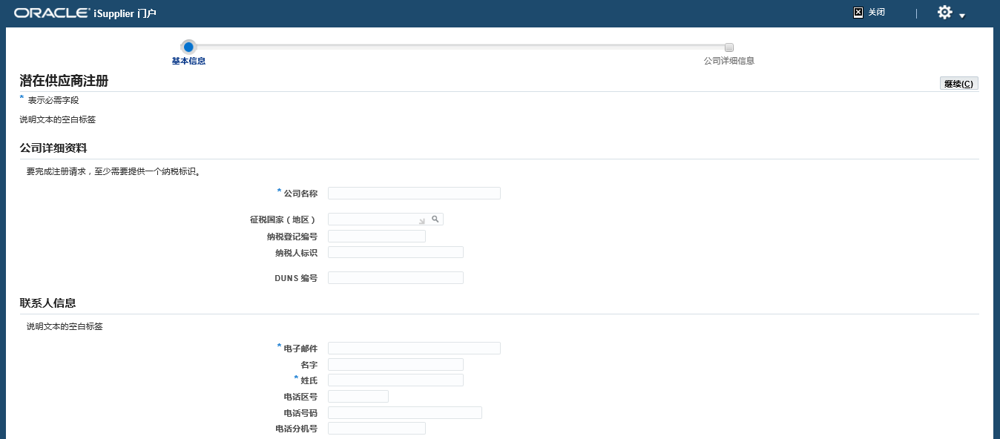 ORACLE® iSupplier 门户
关闭
基本信息
公司详细信息
潜在供应商注册
继续(C)
* 表示必需字段
说明文本的空白标签
公司详细资料
要完成注册请求，至少需要提供一个纳税标识。
* 公司名称
征税国家（地区）
纳税登记编号
纳税人标识
DUNS 编号
联系人信息
说明文本的空白标签
* 电子邮件
名字
* 姓氏
电话区号
电话号码
电话分机号